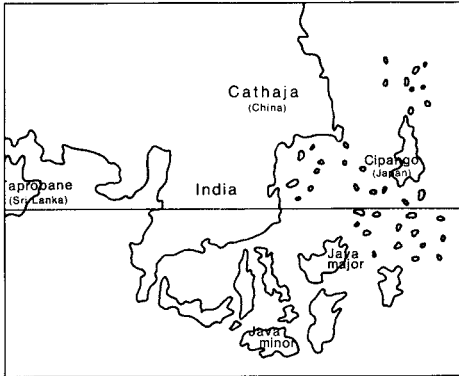 Cathaja
(China)
Cipango
(Japan)
aprobane
(Sri Lanka)
India
Java
major
Java
minor